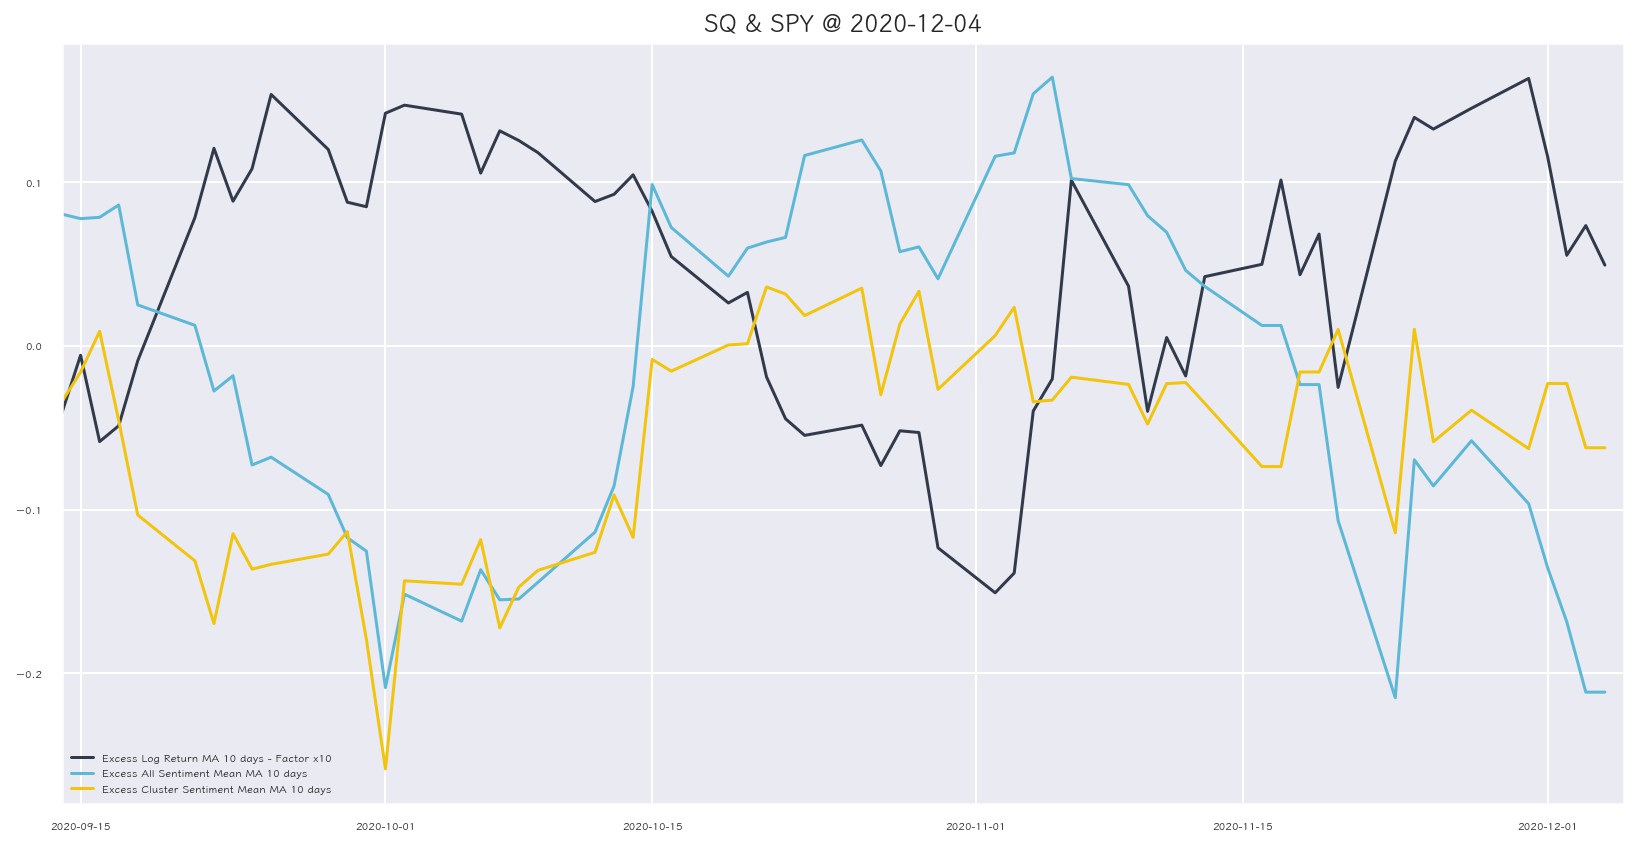 SQ & SPY @ 2020-12-04
0.1
0.0
−0.1
−0.2
Excess Log Return MA 10 days - Factor x10
Excess All Sentiment Mean MA 10 days
Excess Cluster Sentiment Mean MA 10 days
2020-09-15 2020-10-01 2020-10-15 2020-11-01 2020-11-15 2020-12-01